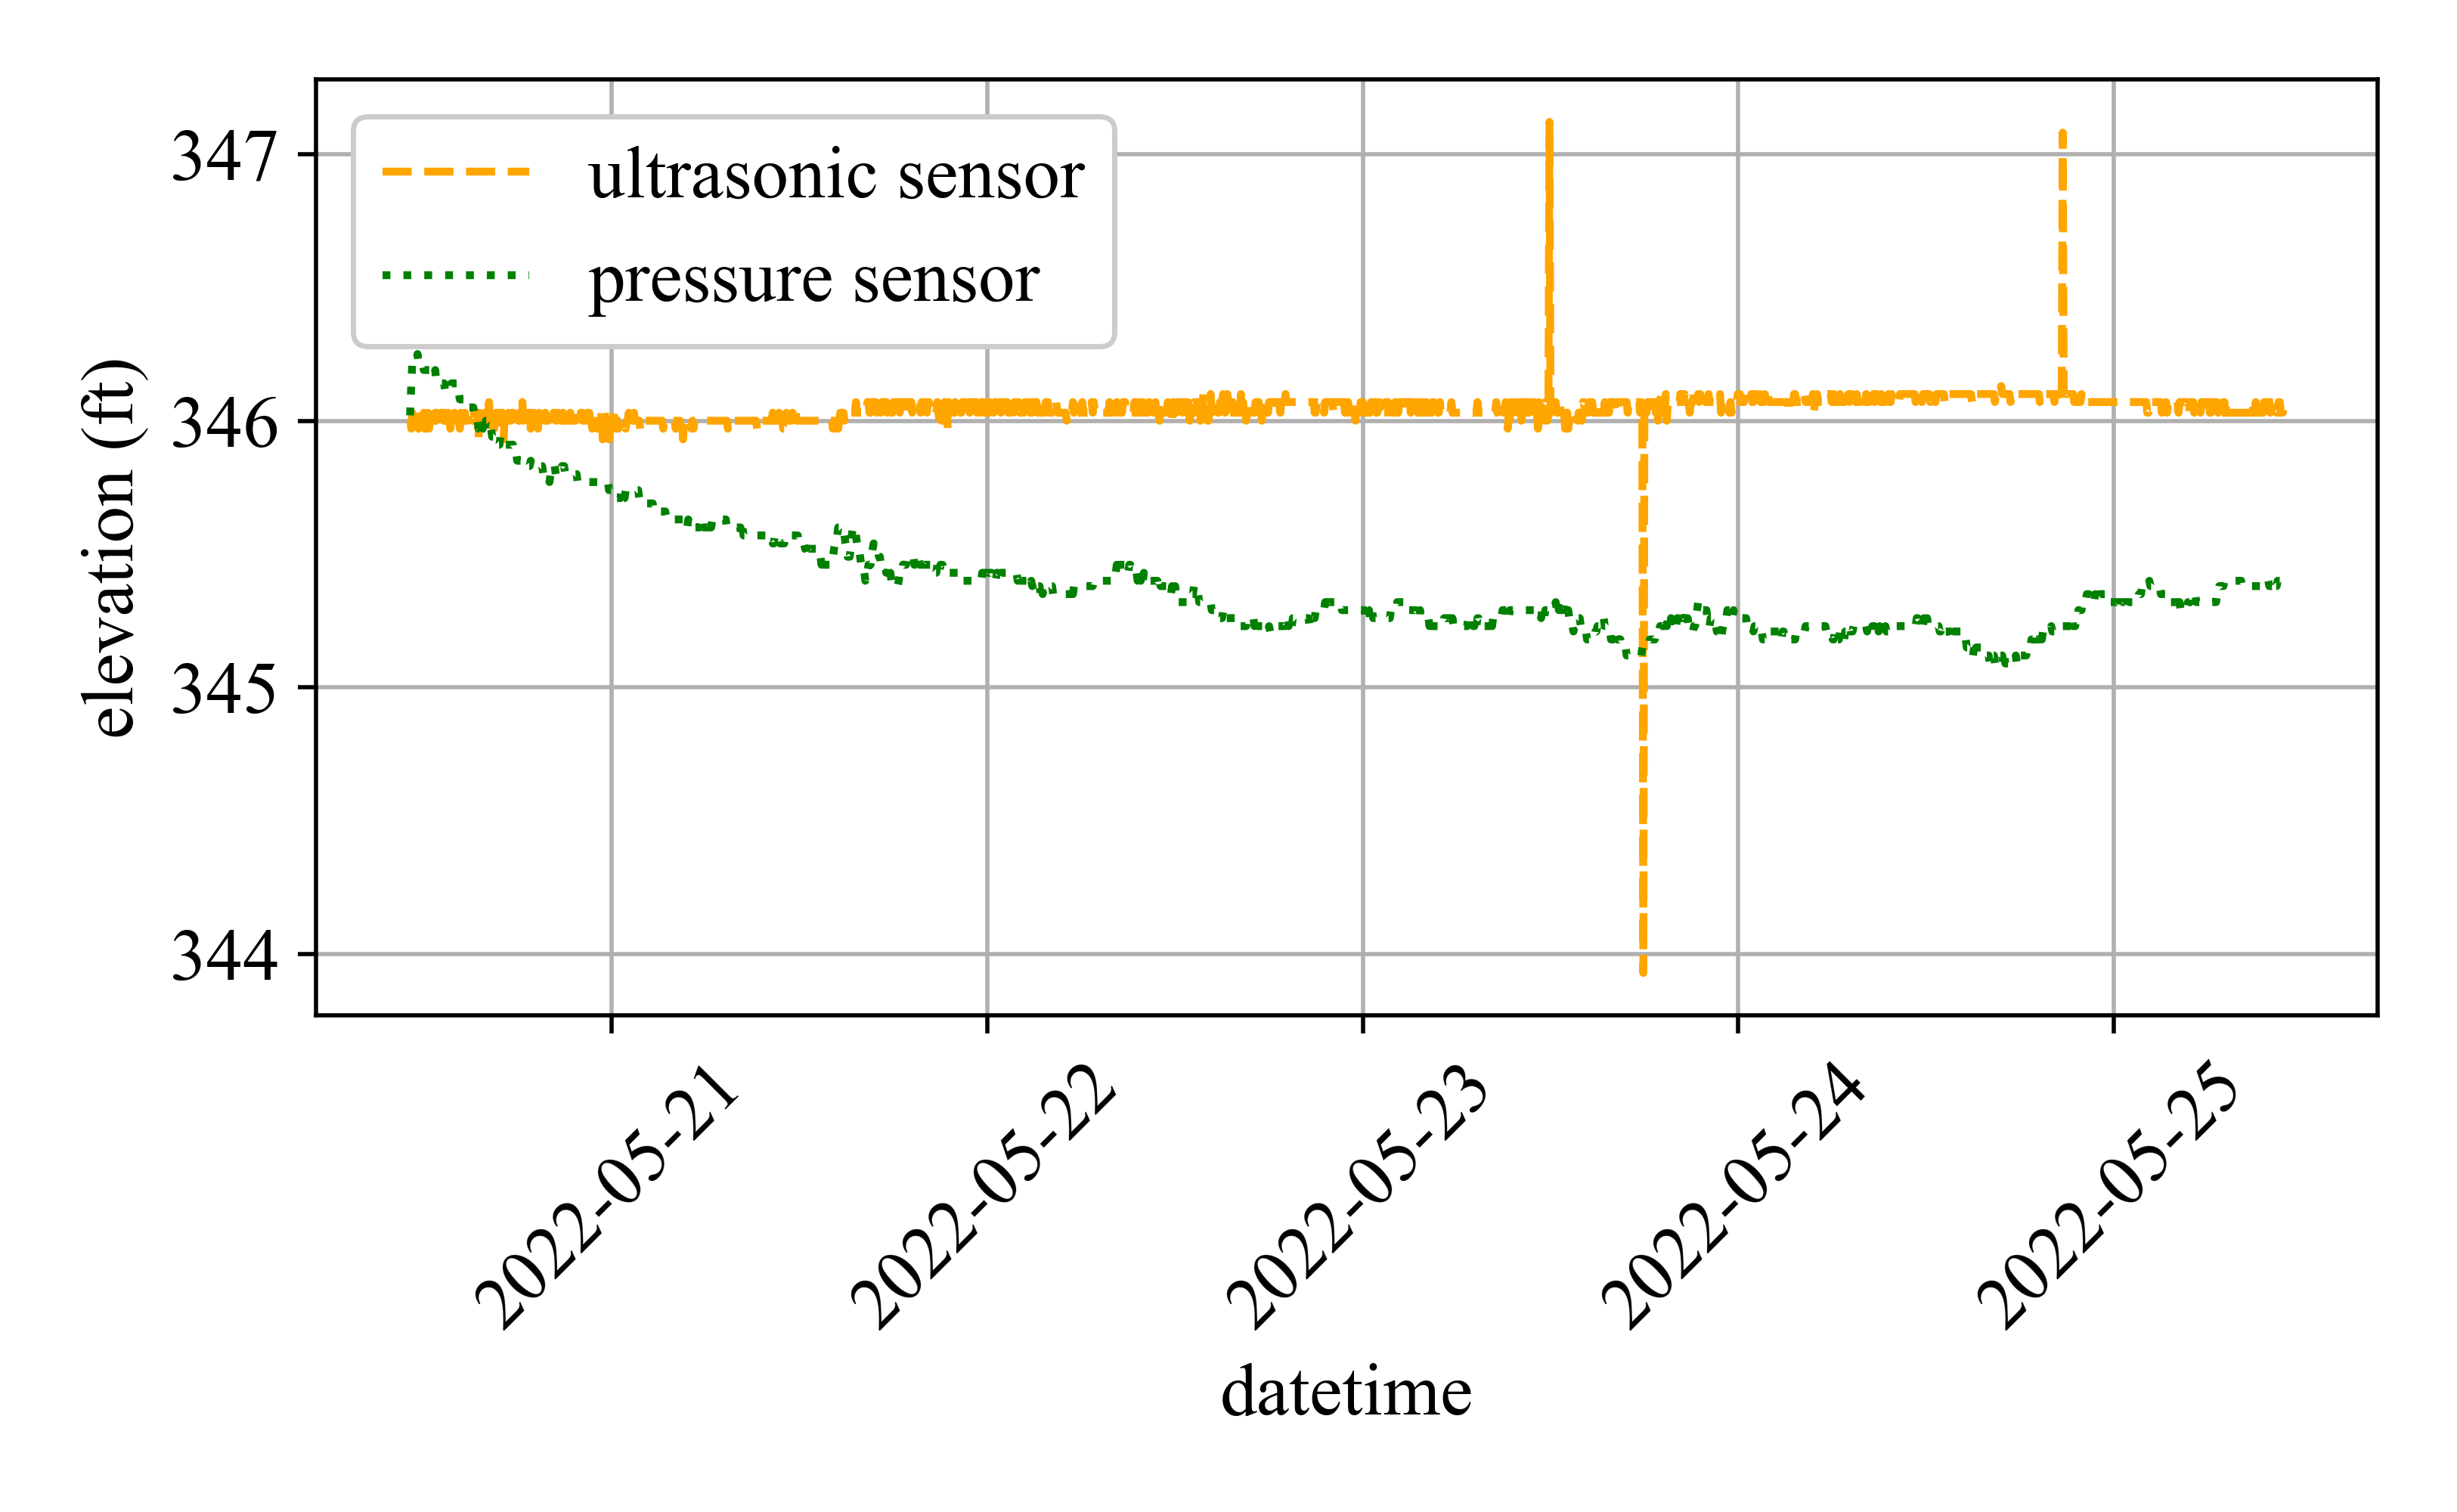 ultrasonic sensor
pressure sensor
347
346
345
344
elevation (ft)
2022-05-21
2022-05-22
2022-05-23
2022-05-24
2022-05-25
datetime